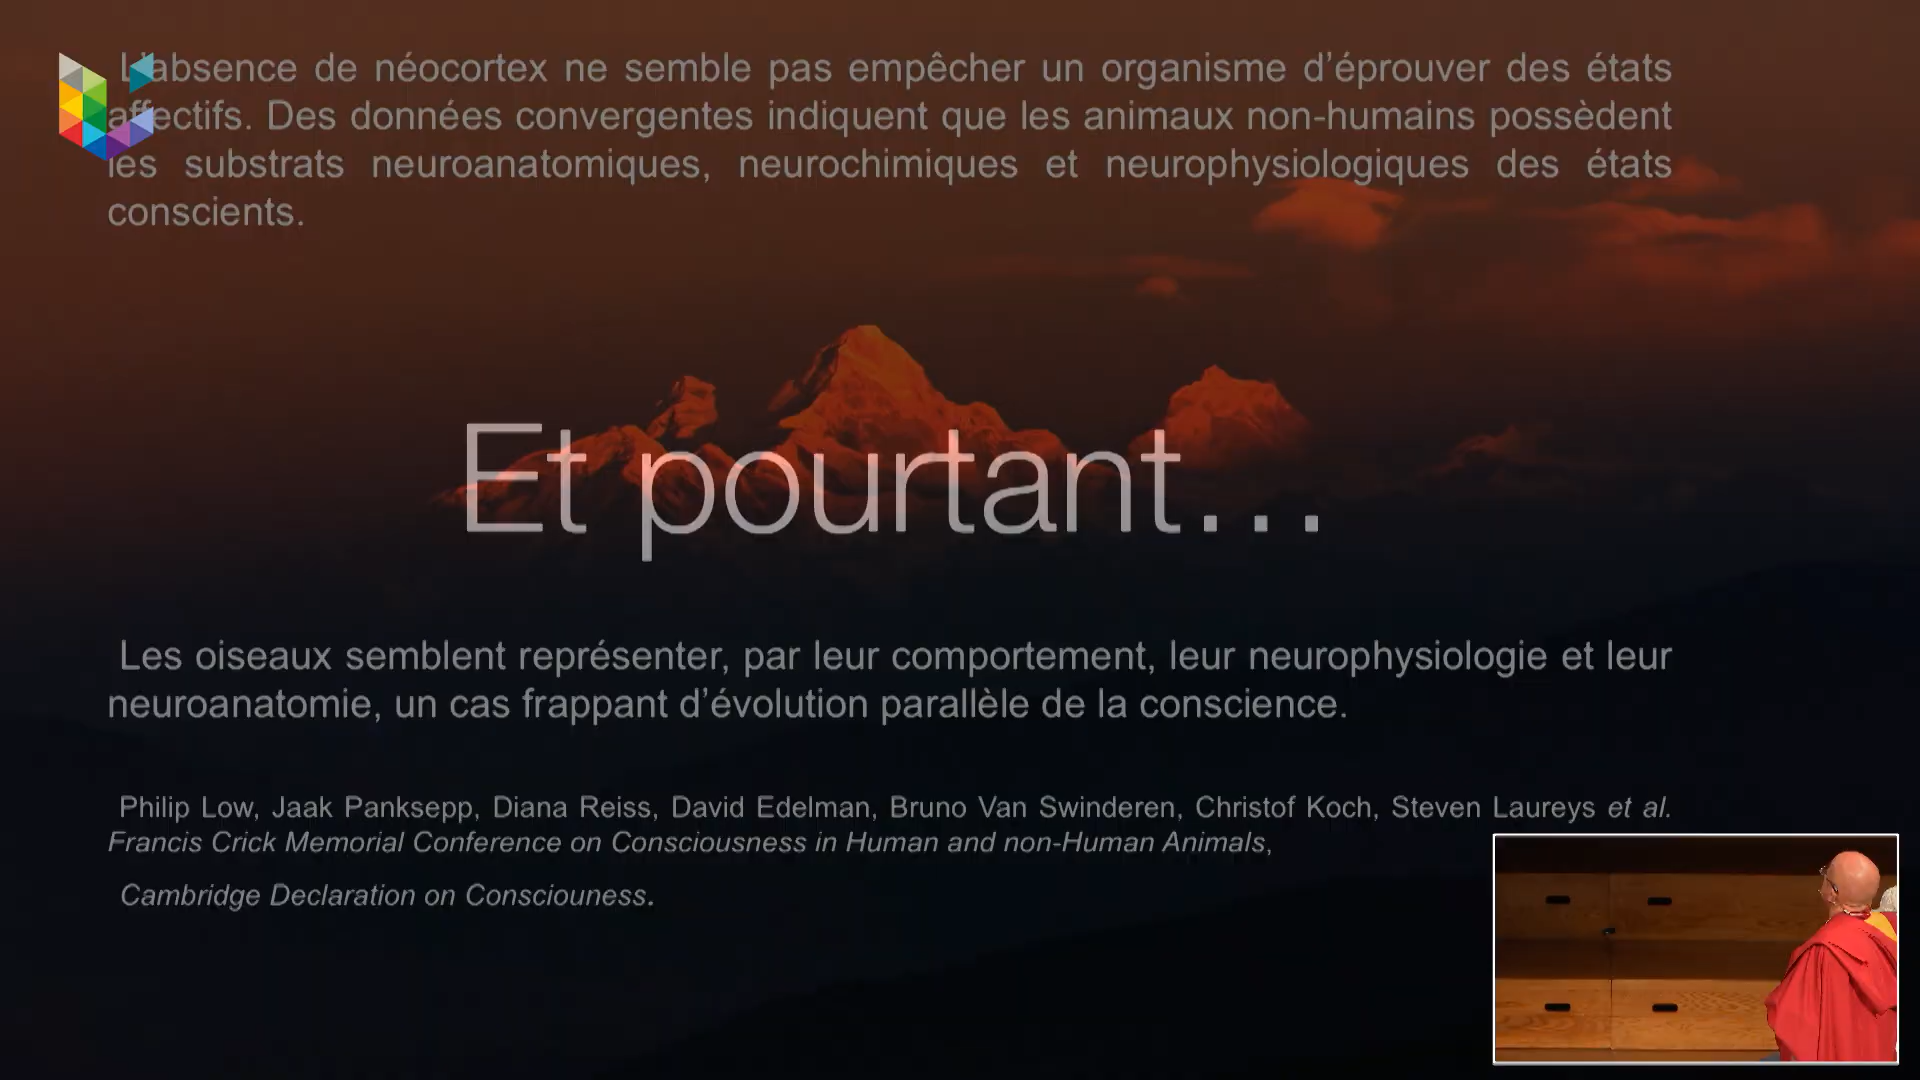 L’absence de néocortex ne semble pas empêcher un organisme d’éprouver des états
affectifs. Des données convergentes indiquent que les animaux non-humains possèdent
les substrats neuroanatomiques, neurochimiques et neurophysiologiques des états
conscients.
Et pourtant…
Les oiseaux semblent représenter, par leur comportement, leur neurophysiologie et leur
neuroanatomie, un cas frappant d’évolution parallèle de la conscience.
Philip Low, Jaak Panksepp, Diana Reiss, David Edelman, Bruno Van Swinderen, Christof Koch, Steven Laureys et al.
Francis Crick Memorial Conference on Consciousness in Human and non-Human Animals,
Cambridge Declaration on Consciouness.